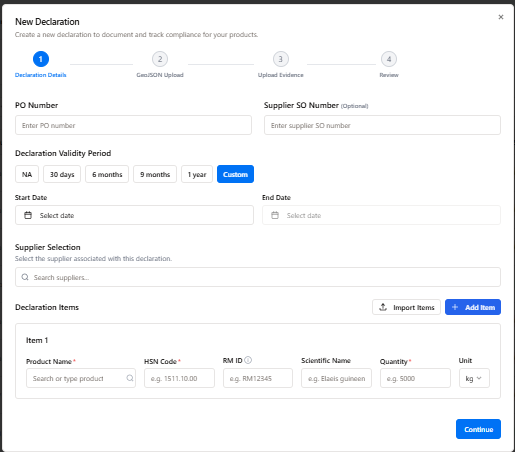 New Declaration
×
Create a new declaration to document and track compliance for your products.
1 2 3 4
Declaration Details GeoJSON Upload Upload Evidence Review
PO Number Supplier SO Number (Optional)
Enter PO number Enter supplier SO number
Declaration Validity Period
NA 30 days 6 months 9 months 1 year Custom
Start Date End Date
Select date Select date
Supplier Selection
Select the supplier associated with this declaration.
Search suppliers...
Declaration Items Import Items + Add Item
Item 1
Product Name* HSN Code* RM ID Scientific Name Quantity* Unit
Search or type product e.g. 1511.10.00 e.g. RM12345 e.g. Elaeis guineen e.g. 5000 kg
Continue